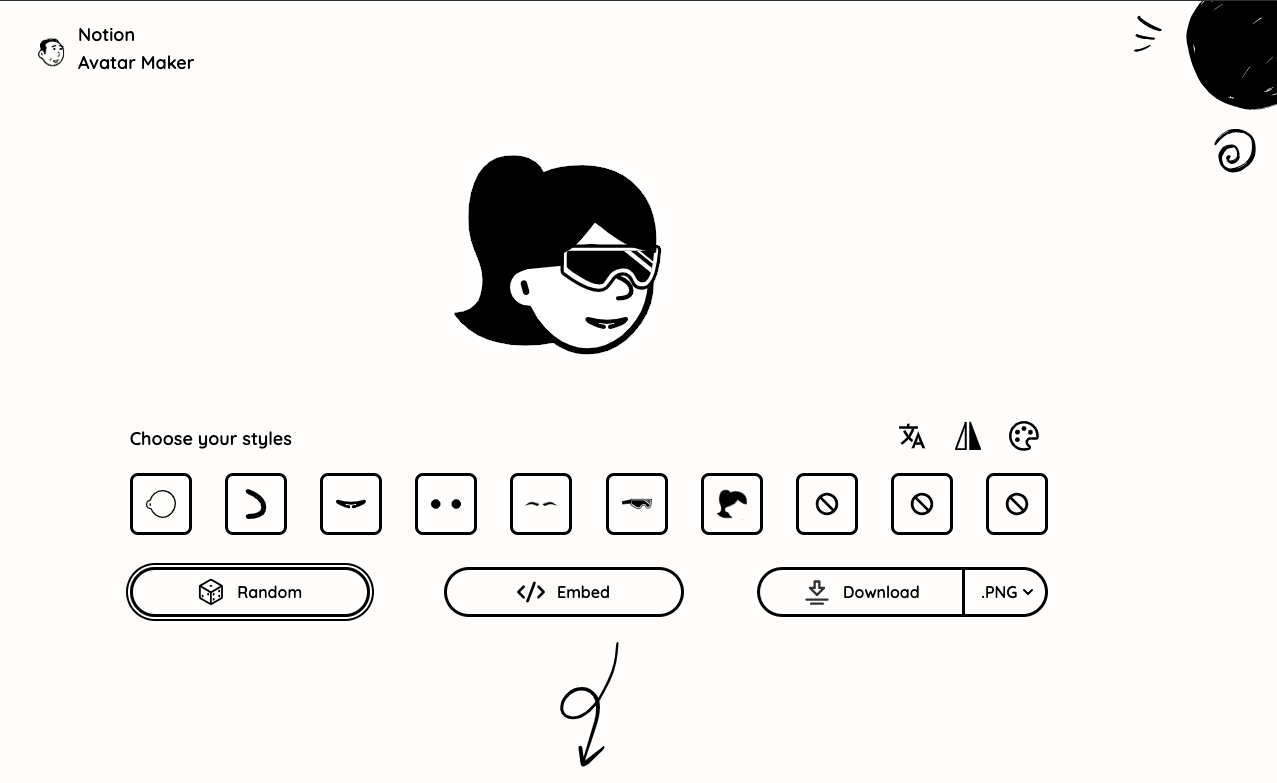 Notion
Avatar Maker
Choose your styles
Random
Embed
Download
.PNG